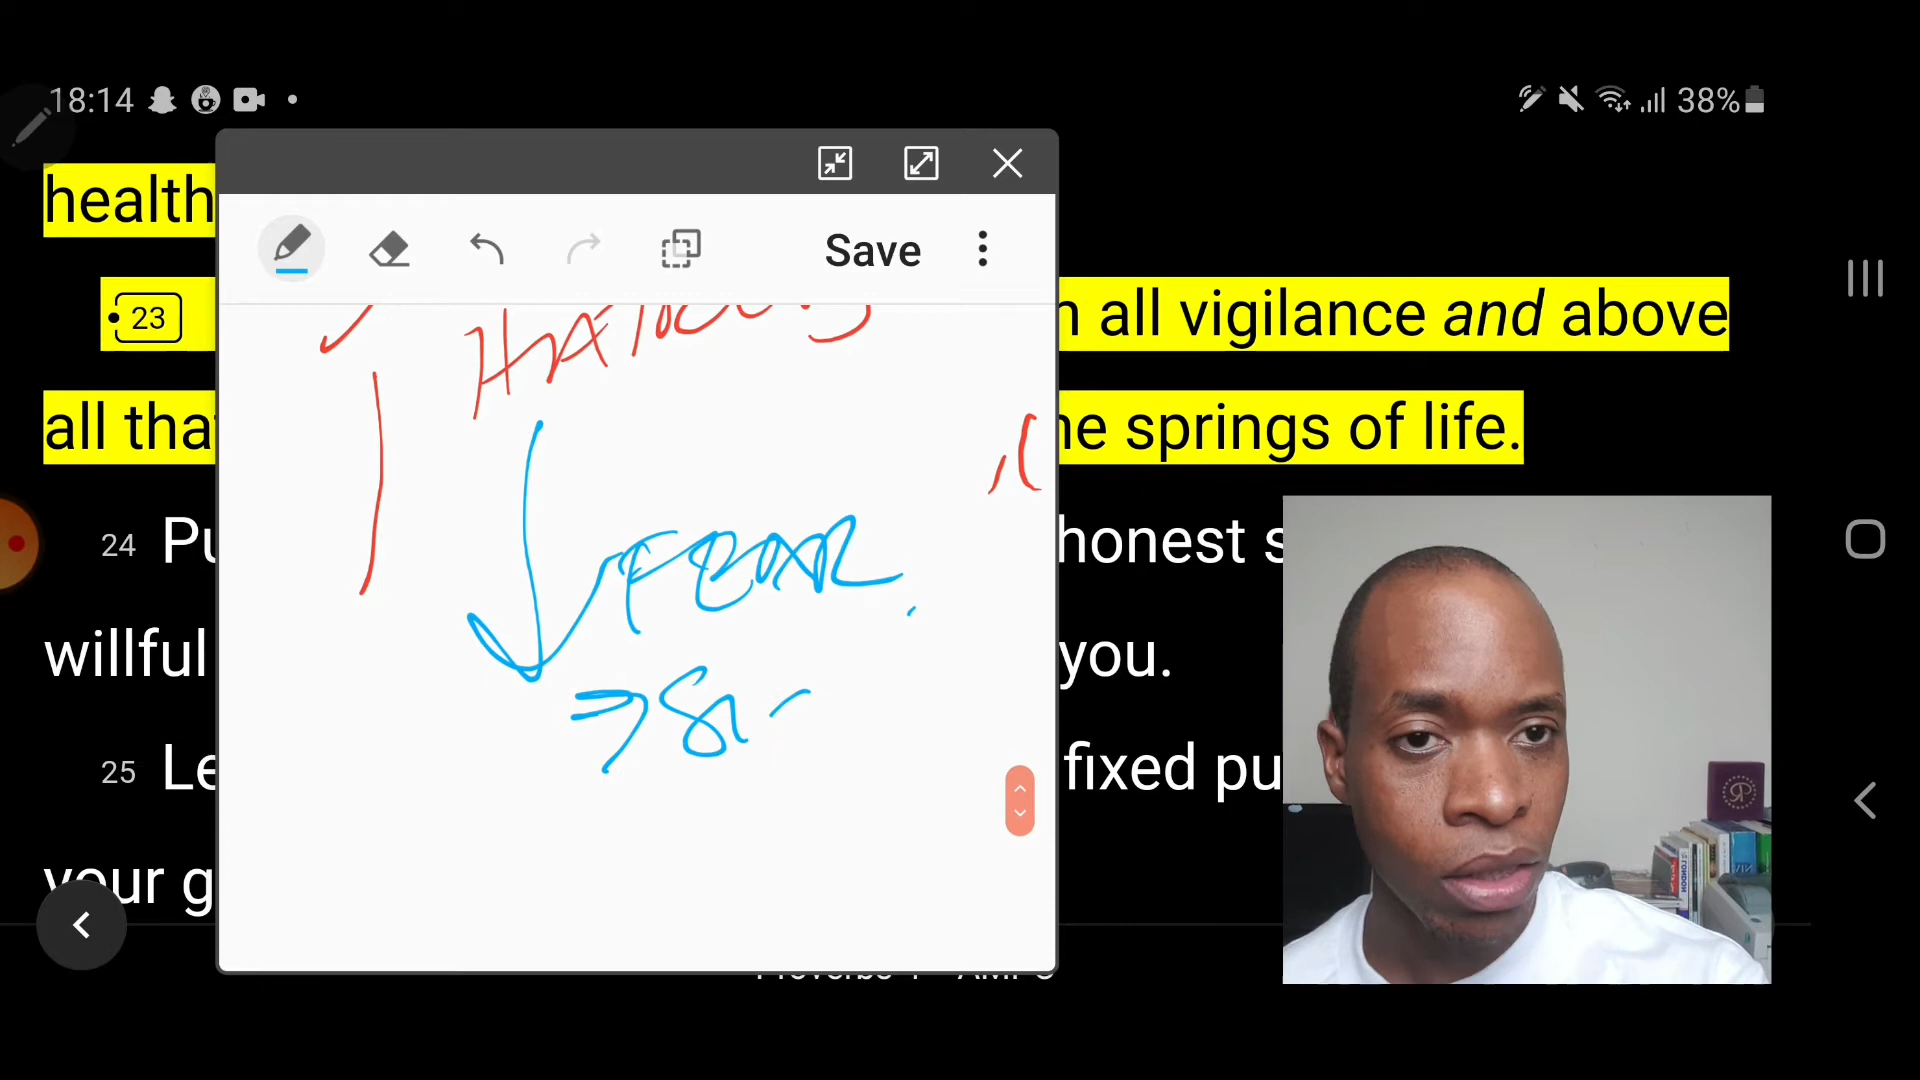 18:14 38%
health
Save
23 n all vigilance and above
all that he springs of life.
FEAR
24 Pu honest s
willful you.
25 Le fixed pu
your g